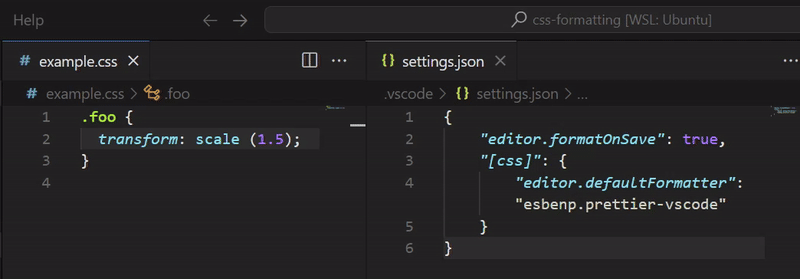 Help
css-formatting [WSL: Ubuntu]
# example.css
example.css > .foo
1 .foo {
2 transform: scale (1.5);
3 }
4
{} settings.json
.vscode > {} settings.json > ...
1 {
2 "editor.formatOnSave": true,
3 "[css]": {
4 "editor.defaultFormatter":
"esbenp.prettier-vscode"
5 }
6 }